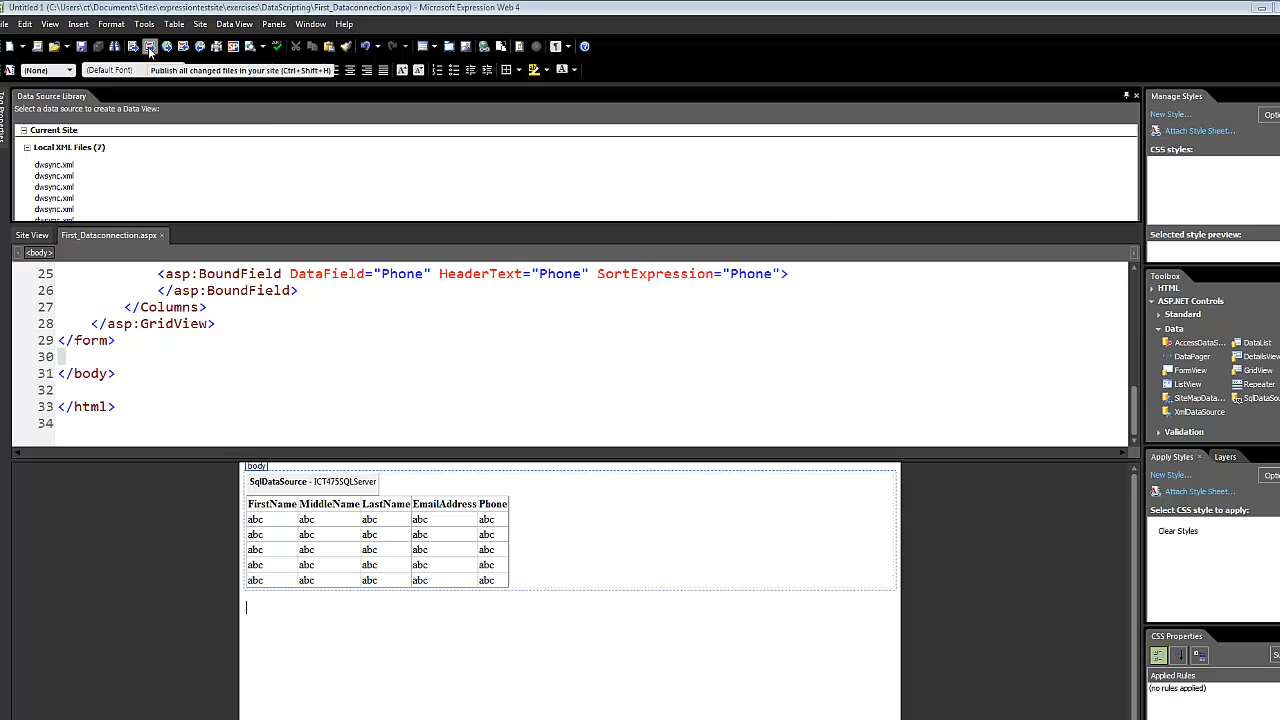 Untitled 1 (C:\Users\ct\Documents\Sites\expressiontestsite\exercises\DataScripting\First_Dataconnection.aspx) - Microsoft Expression Web 4
File Edit View Insert Format Tools Table Site Data View Panels Window Help
(None) (Default Font) Publish all changed files in your site (Ctrl+Shift+H)
Data Source Library
Select a data source to create a Data View:
Current Site
Local XML Files (7)
dwsync.xml
dwsync.xml
dwsync.xml
dwsync.xml
dwsync.xml
dwsync.xml
Site View First_Dataconnection.aspx ×
<body>
25 <asp:BoundField DataField="Phone" HeaderText="Phone" SortExpression="Phone">
26 </asp:BoundField>
27 </Columns>
28 </asp:GridView>
29 </form>
30
31 </body>
32
33 </html>
34
body
SqlDataSource - ICT475SQLServer
FirstName MiddleName LastName EmailAddress Phone
abc abc abc abc abc
abc abc abc abc abc
abc abc abc abc abc
abc abc abc abc abc
abc abc abc abc abc
Manage Styles
New Style... Opti
Attach Style Sheet...
CSS styles:
Selected style preview:
Toolbox
HTML
ASP.NET Controls
Standard
Data
AccessDataS... DataList
DataPager DetailsView
FormView GridView
ListView Repeater
SiteMapData... SqlDataSou
XmlDataSource
Validation
Apply Styles × Layers
New Style... Opti
Attach Style Sheet...
Select CSS style to apply:
Clear Styles
CSS Properties
Su
Applied Rules
(no rules applied)